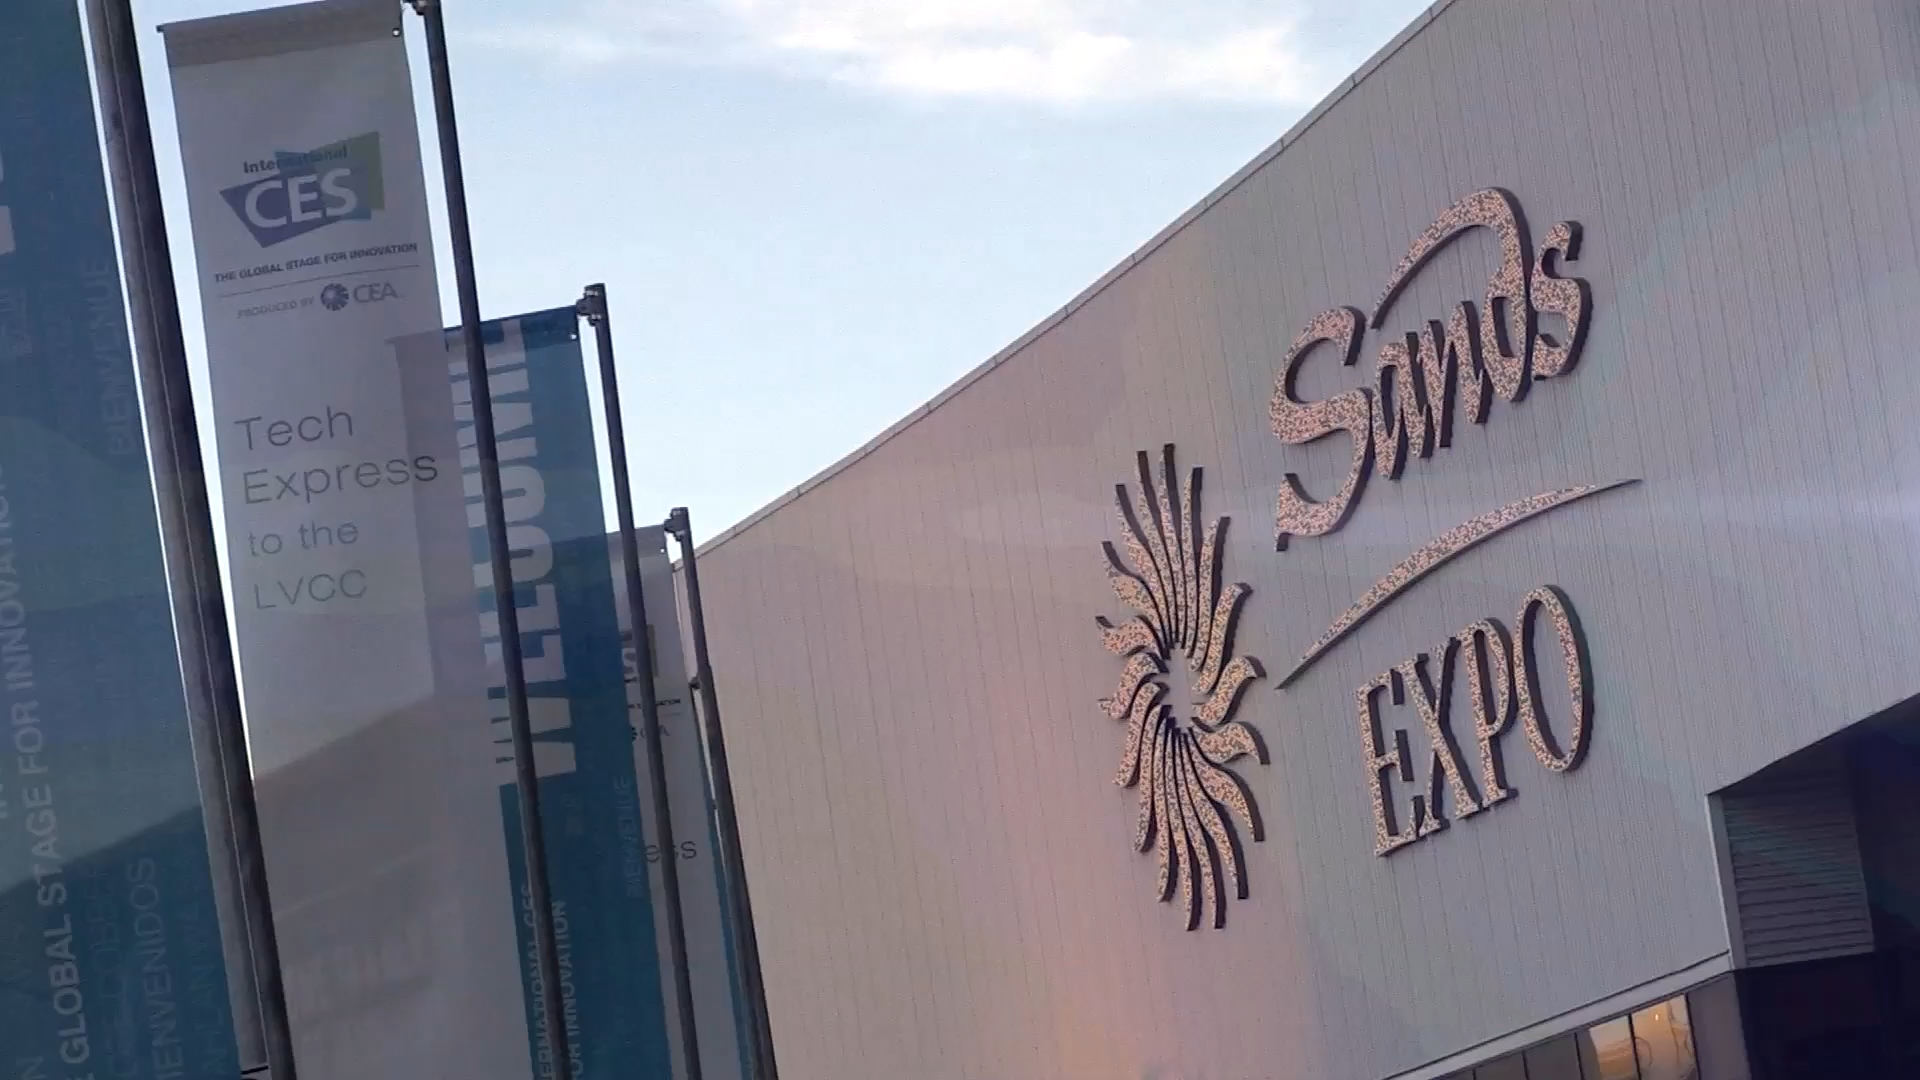 International
CES
THE GLOBAL STAGE FOR INNOVATION
PRODUCED BY CEA
Tech
Express
to the
LVCC
WELCOME
BIENVENUE
GLOBAL STAGE FOR INNOVATION
BIENVENIDOS
INTERNATIONAL CES
FOR INNOVATION
BIENVENUE
Sands
EXPO